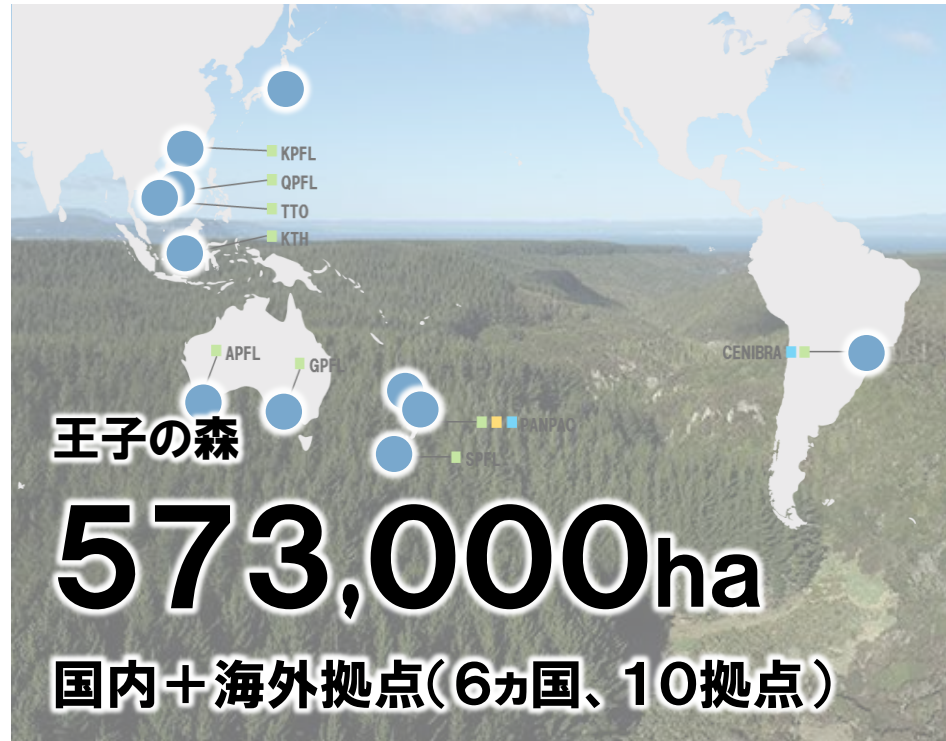 KPFL
QPFL
TTO
KTH
APFL
GPFL
CENIBRA
PANPAC
SPFL
王子の森
573,000ha
国内＋海外拠点（6ヵ国、10拠点）